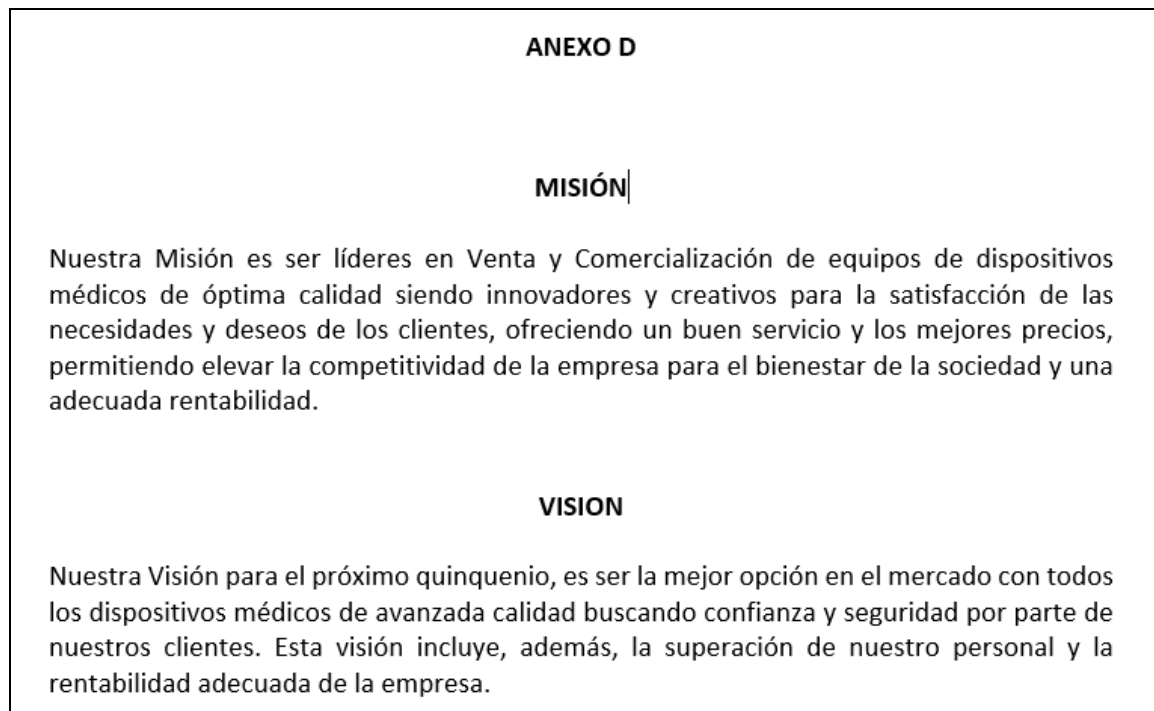 ANEXO D
MISIÓN
Nuestra Misión es ser líderes en Venta y Comercialización de equipos de dispositivos
médicos de óptima calidad siendo innovadores y creativos para la satisfacción de las
necesidades y deseos de los clientes, ofreciendo un buen servicio y los mejores precios,
permitiendo elevar la competitividad de la empresa para el bienestar de la sociedad y una
adecuada rentabilidad.
VISION
Nuestra Visión para el próximo quinquenio, es ser la mejor opción en el mercado con todos
los dispositivos médicos de avanzada calidad buscando confianza y seguridad por parte de
nuestros clientes. Esta visión incluye, además, la superación de nuestro personal y la
rentabilidad adecuada de la empresa.